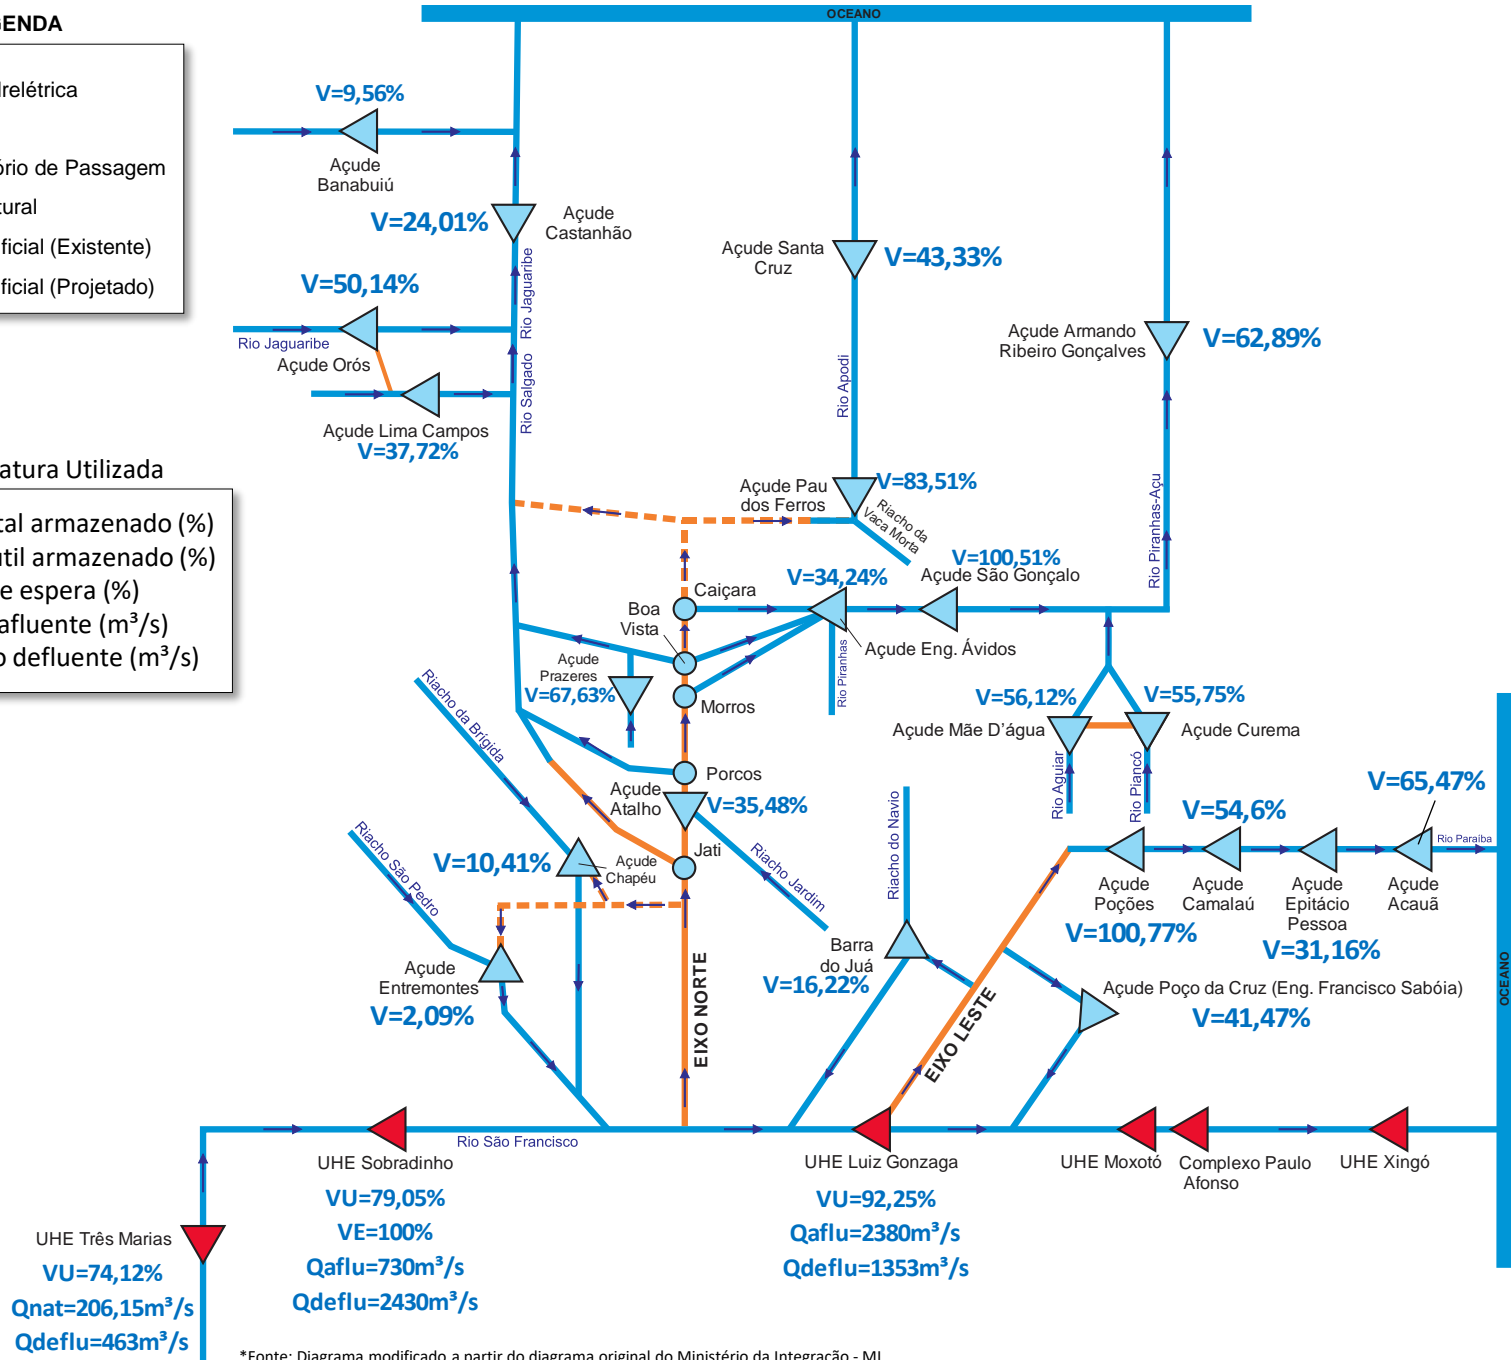 OCEANO
GENDA
drelétrica
ório de Passagem
tural
ificial (Existente)
ificial (Projetado)
V=9,56%
Açude
Banabuiú
V=24,01%
Açude
Castanhão
V=50,14%
Rio Jaguaribe
Açude Orós
Rio Jaguaribe
Rio Salgado
Açude Lima Campos
V=37,72%
Açude Santa
Cruz
V=43,33%
Rio Apodi
Açude Armando
Ribeiro Gonçalves
V=62,89%
Rio Piranhas-Açu
atura Utilizada
tal armazenado (%)
útil armazenado (%)
e espera (%)
afluente (m³/s)
o defluente (m³/s)
Açude Pau
dos Ferros
V=83,51%
Riacho da
Vaca Morta
V=100,51%
Açude São Gonçalo
V=34,24%
Caiçara
Boa
Vista
Açude Eng. Ávidos
Rio Piranhas
Açude
Prazeres
V=67,63%
Morros
Riacho da Brigida
V=56,12%
Açude Mãe D'água
V=55,75%
Açude Curema
Rio Aguiar
Rio Piancó
Porcos
Açude
Atalho
V=35,48%
Jati
Riacho Jardim
Riacho São Pedro
V=10,41%
Açude
Chapéu
Riacho do Navio
V=65,47%
V=54,6%
Rio Paraiba
Açude
Poções
V=100,77%
Açude
Camalaú
Açude
Epitácio
Pessoa
V=31,16%
Açude
Acauã
OCEANO
Açude
Entremontes
V=2,09%
EIXO NORTE
Barra
do Juá
V=16,22%
EIXO LESTE
Açude Poço da Cruz (Eng. Francisco Sabóia)
V=41,47%
Rio São Francisco
UHE Sobradinho
VU=79,05%
VE=100%
Qaflu=730m³/s
Qdeflu=2430m³/s
UHE Luiz Gonzaga
VU=92,25%
Qaflu=2380m³/s
Qdeflu=1353m³/s
UHE Moxotó
Complexo Paulo
Afonso
UHE Xingó
UHE Três Marias
VU=74,12%
Qnat=206,15m³/s
Qdeflu=463m³/s
*Fonte: Diagrama modificado a partir do diagrama original do Ministério da Integração - MI